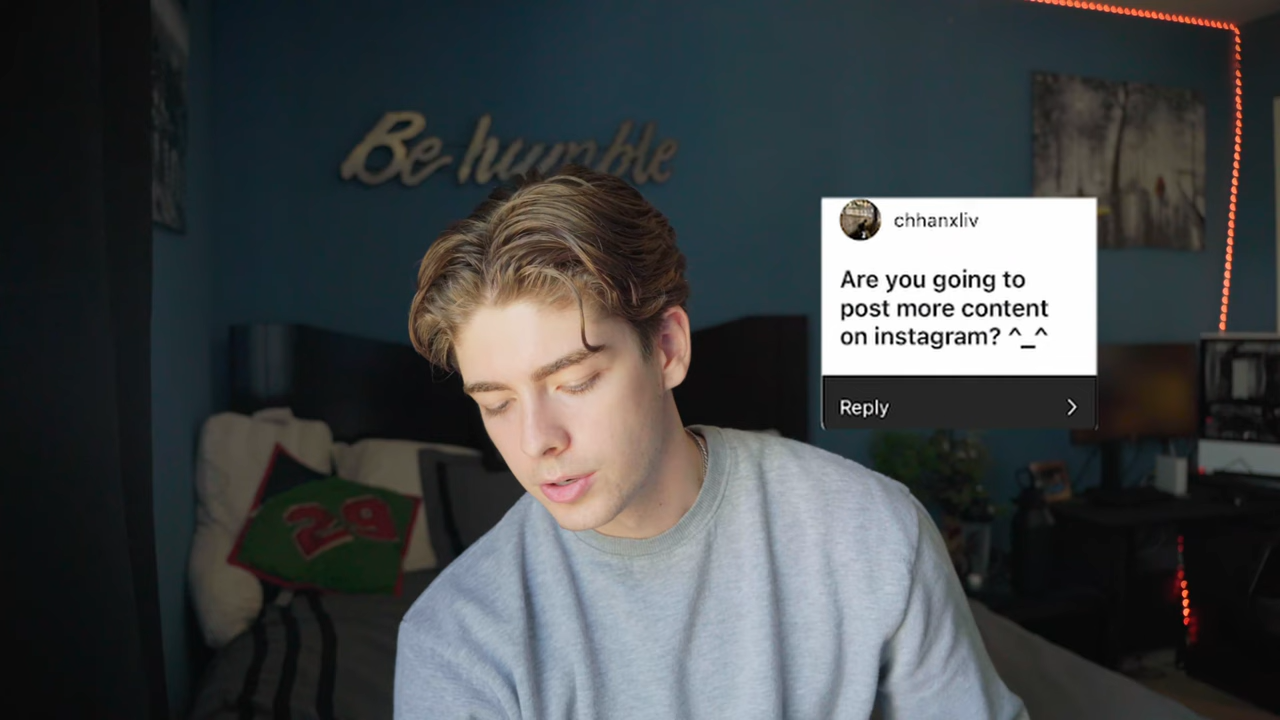 Be humble
chhanxliv
Are you going to
post more content
on instagram? ^_^
Reply
29